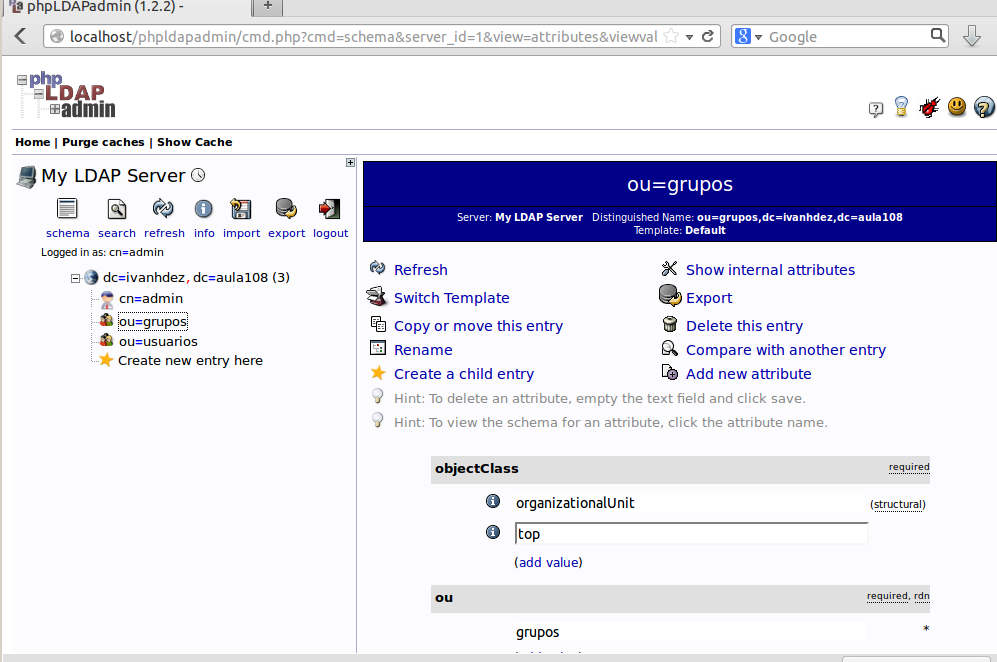 phpLDAPadmin (1.2.2) -
localhost/phpldapadmin/cmd.php?cmd=schema&server_id=1&view=attributes&viewval
Google
php
LDAP
admin
Home | Purge caches | Show Cache
My LDAP Server
schema search refresh info import export logout
Logged in as: cn=admin
dc=ivanhdez,dc=aula108 (3)
cn=admin
ou=grupos
ou=usuarios
Create new entry here
ou=grupos
Server: My LDAP Server Distinguished Name: ou=grupos,dc=ivanhdez,dc=aula108
Template: Default
Refresh Show internal attributes
Switch Template Export
Copy or move this entry Delete this entry
Rename Compare with another entry
Create a child entry Add new attribute
Hint: To delete an attribute, empty the text field and click save.
Hint: To view the schema for an attribute, click the attribute name.
objectClass required
organizationalUnit (structural)
top
(add value)
ou required, rdn
grupos *